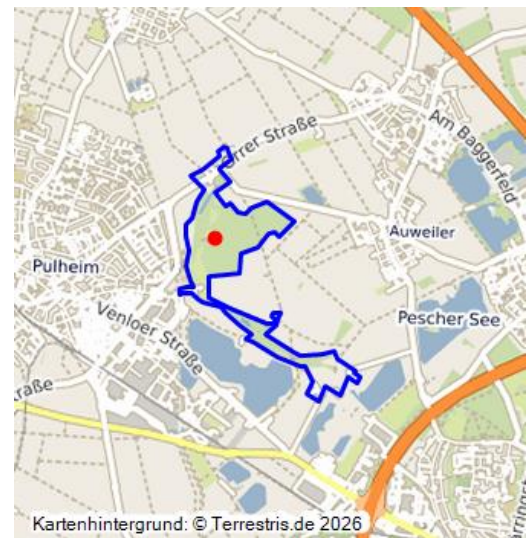 rrer Straße
Am Baggerfeld
Auweiler
Pulheim
Pescher See
Venloer Straße
raße
Kartenhintergrund: © Terrestris.de 2026